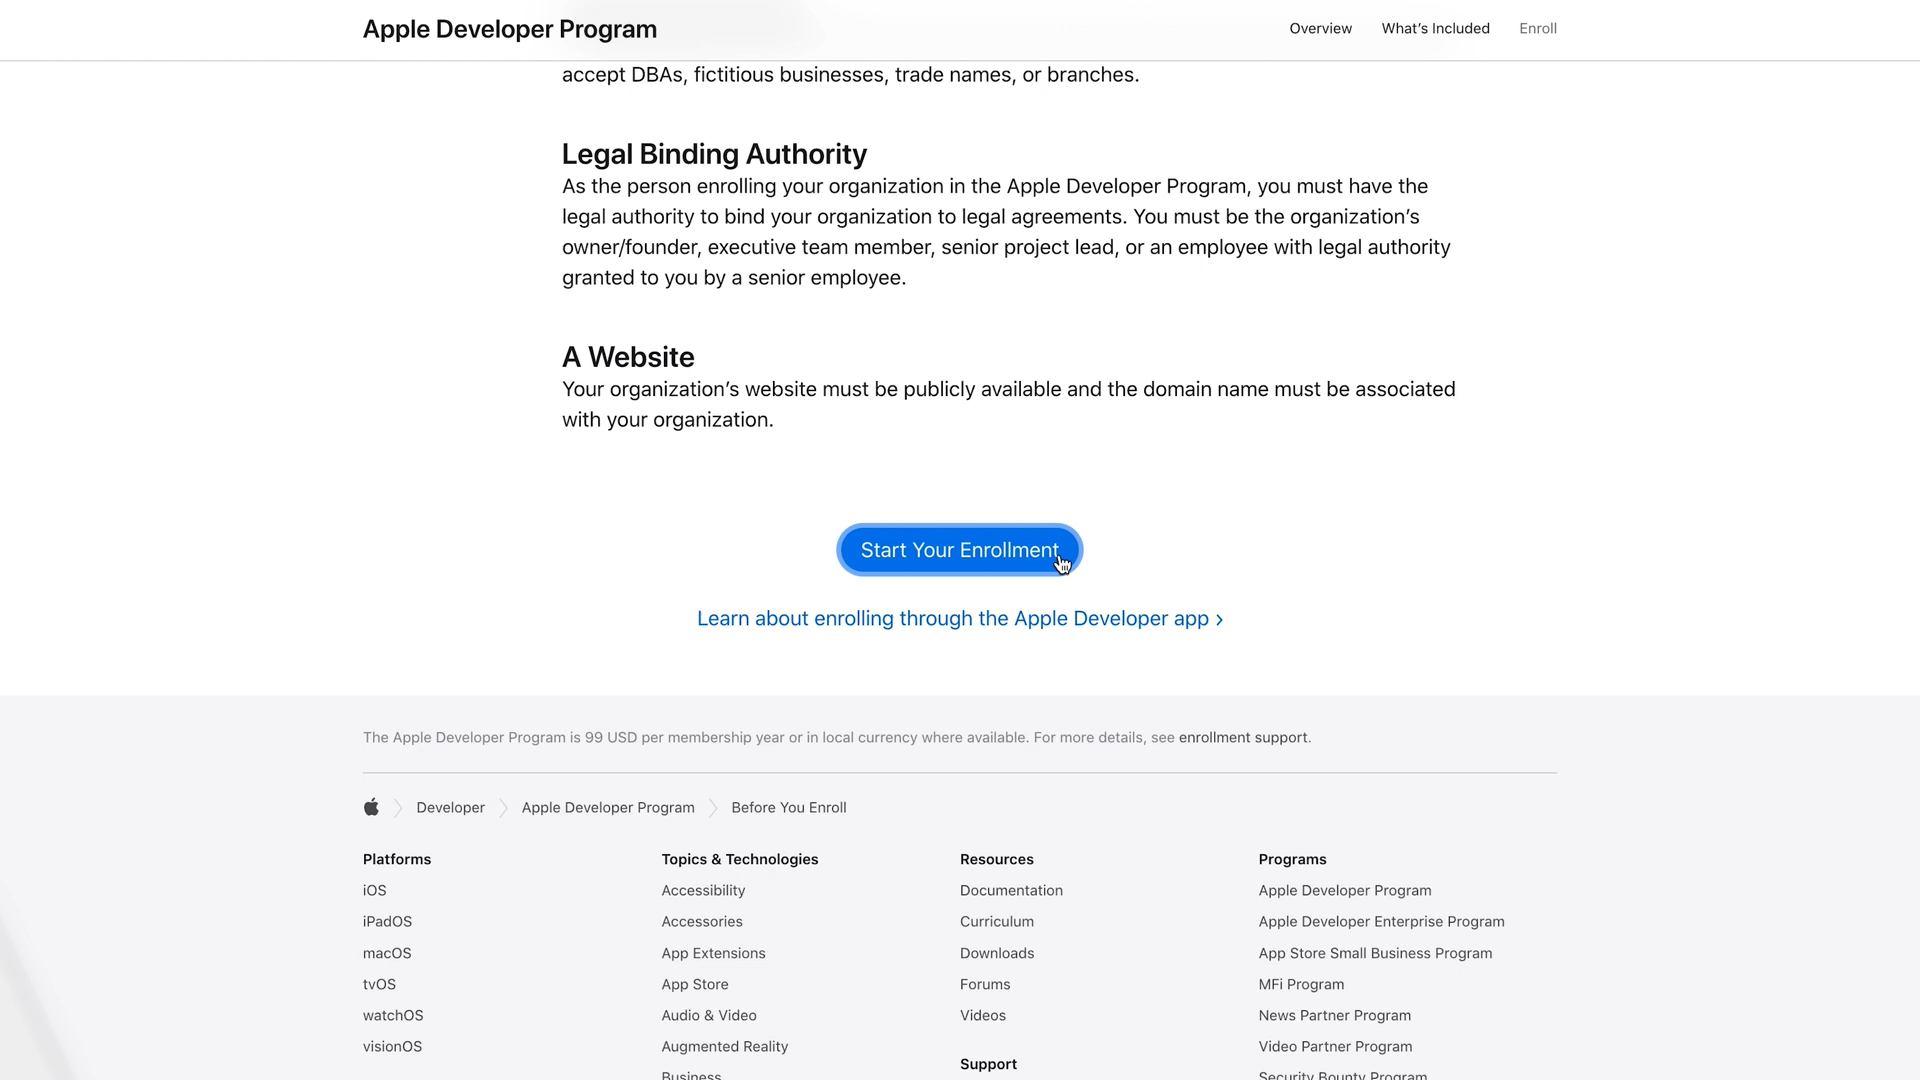 Apple Developer Program
Overview
What's Included
Enroll
accept DBAs, fictitious businesses, trade names, or branches.
Legal Binding Authority
As the person enrolling your organization in the Apple Developer Program, you must have the
legal authority to bind your organization to legal agreements. You must be the organization's
owner/founder, executive team member, senior project lead, or an employee with legal authority
granted to you by a senior employee.
A Website
Your organization's website must be publicly available and the domain name must be associated
with your organization.
Start Your Enrollment
Learn about enrolling through the Apple Developer app ›
The Apple Developer Program is 99 USD per membership year or in local currency where available. For more details, see enrollment support.
Developer
Apple Developer Program
Before You Enroll
Platforms
iOS
iPadOS
macOS
tvOS
watchOS
visionOS
Topics & Technologies
Accessibility
Accessories
App Extensions
App Store
Audio & Video
Augmented Reality
Business
Resources
Documentation
Curriculum
Downloads
Forums
Videos
Support
Programs
Apple Developer Program
Apple Developer Enterprise Program
App Store Small Business Program
MFi Program
News Partner Program
Video Partner Program
Security Bounty Program